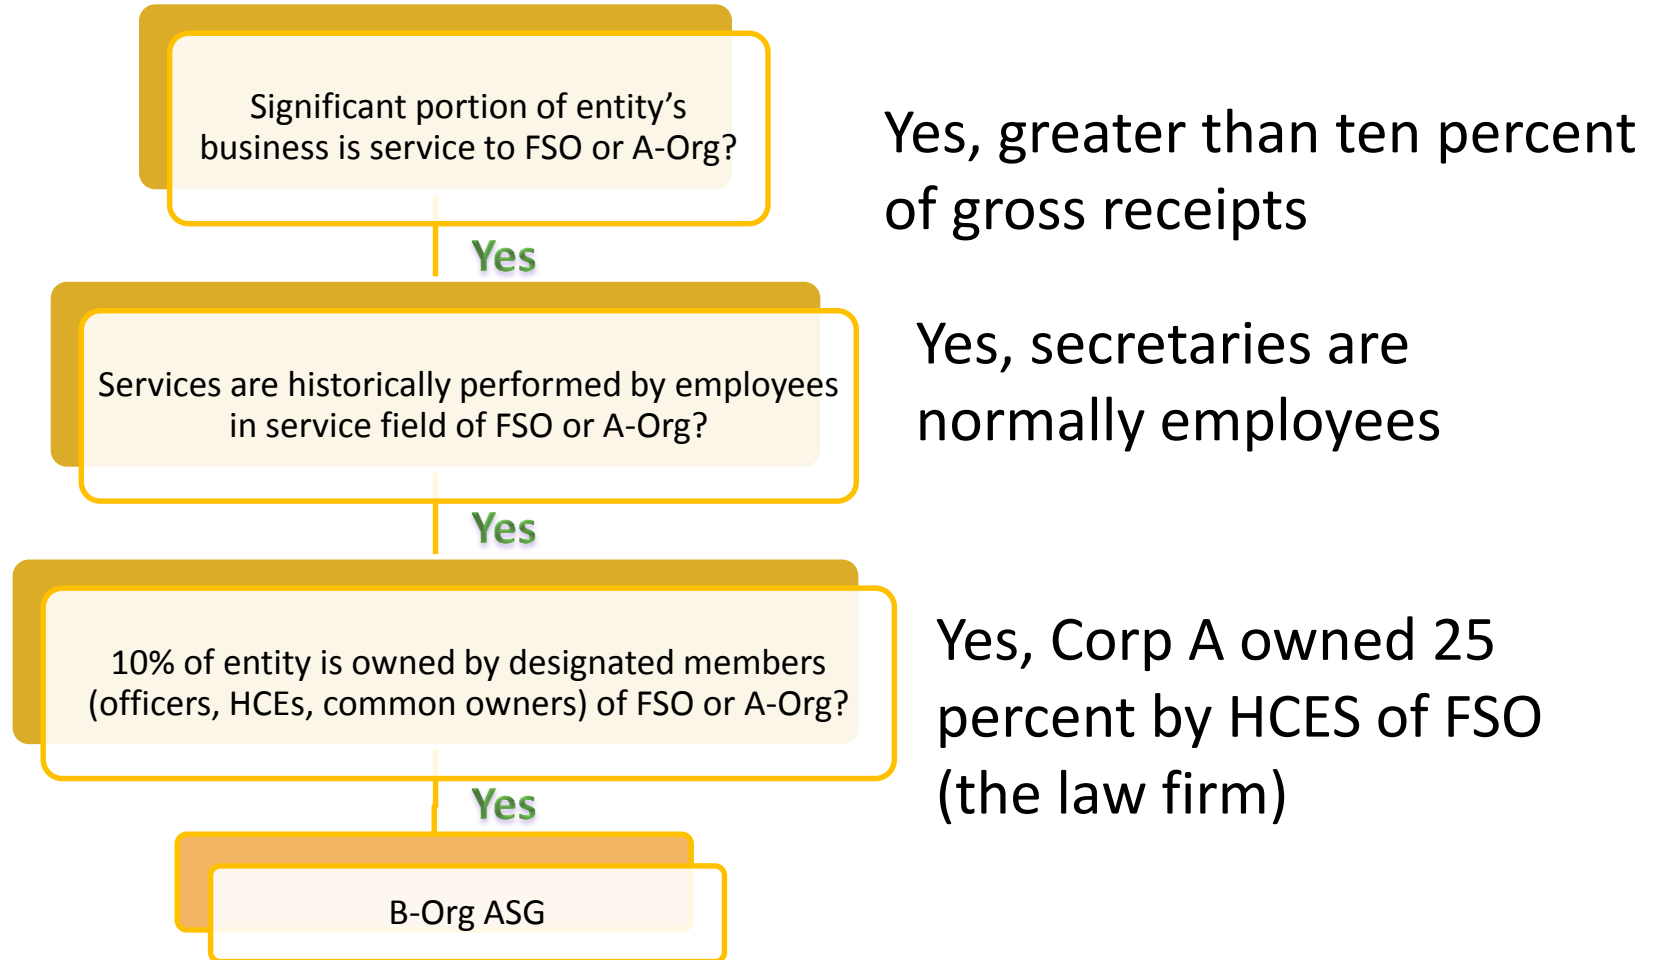 Significant portion of entity’s
business is service to FSO or A-Org?
Yes, greater than ten percent
of gross receipts
Yes
Services are historically performed by employees
in service field of FSO or A-Org?
Yes, secretaries are
normally employees
Yes
10% of entity is owned by designated members
(officers, HCEs, common owners) of FSO or A-Org?
Yes, Corp A owned 25
percent by HCES of FSO
(the law firm)
Yes
B-Org ASG